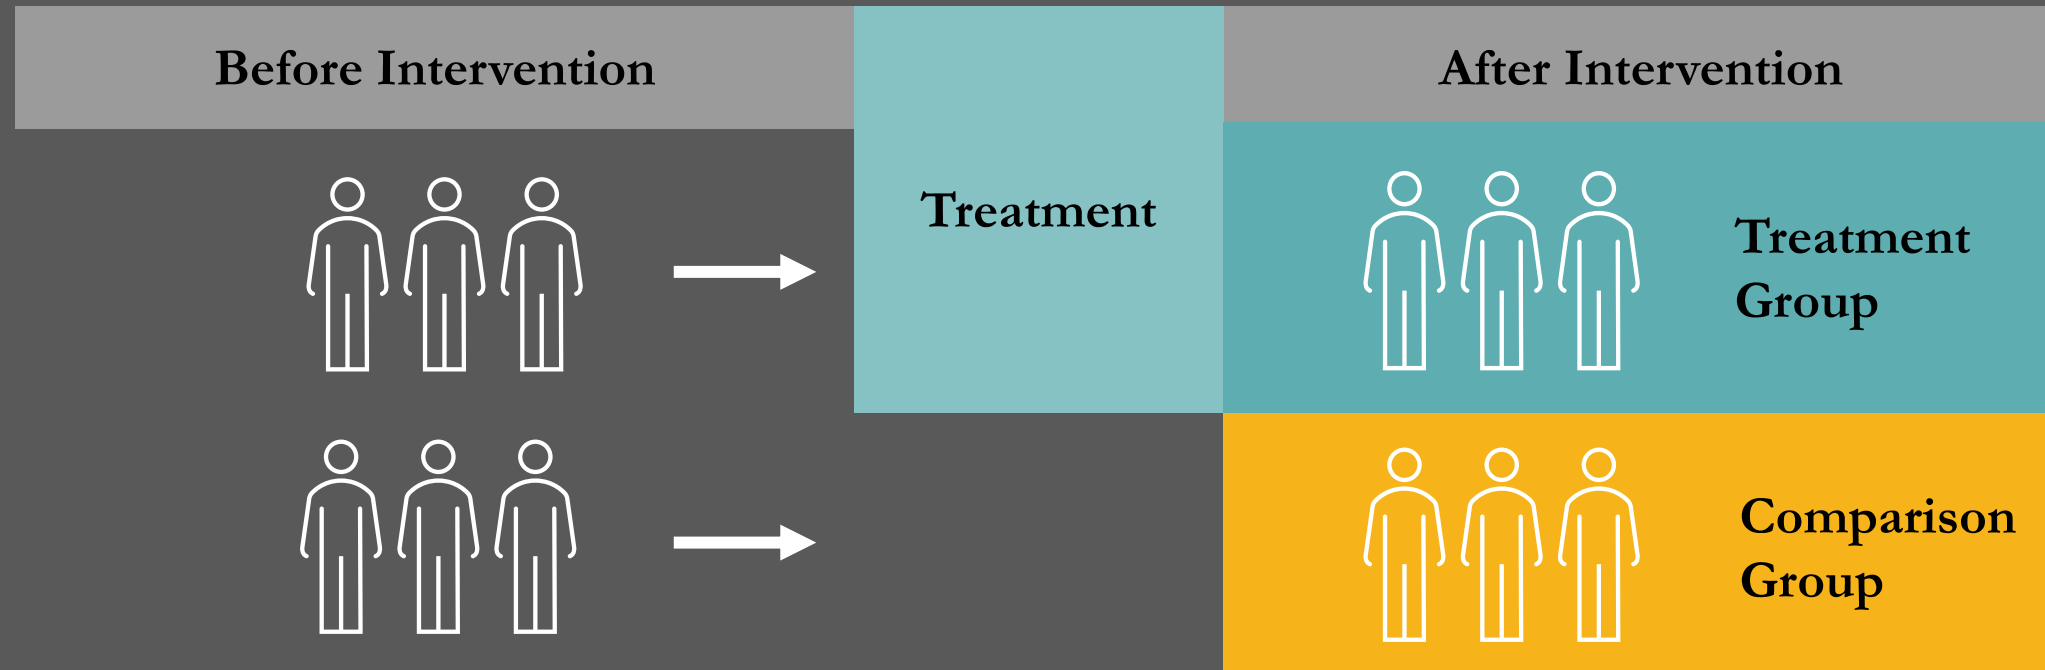 Before Intervention
Treatment
After Intervention
Treatment
Group
Comparison
Group